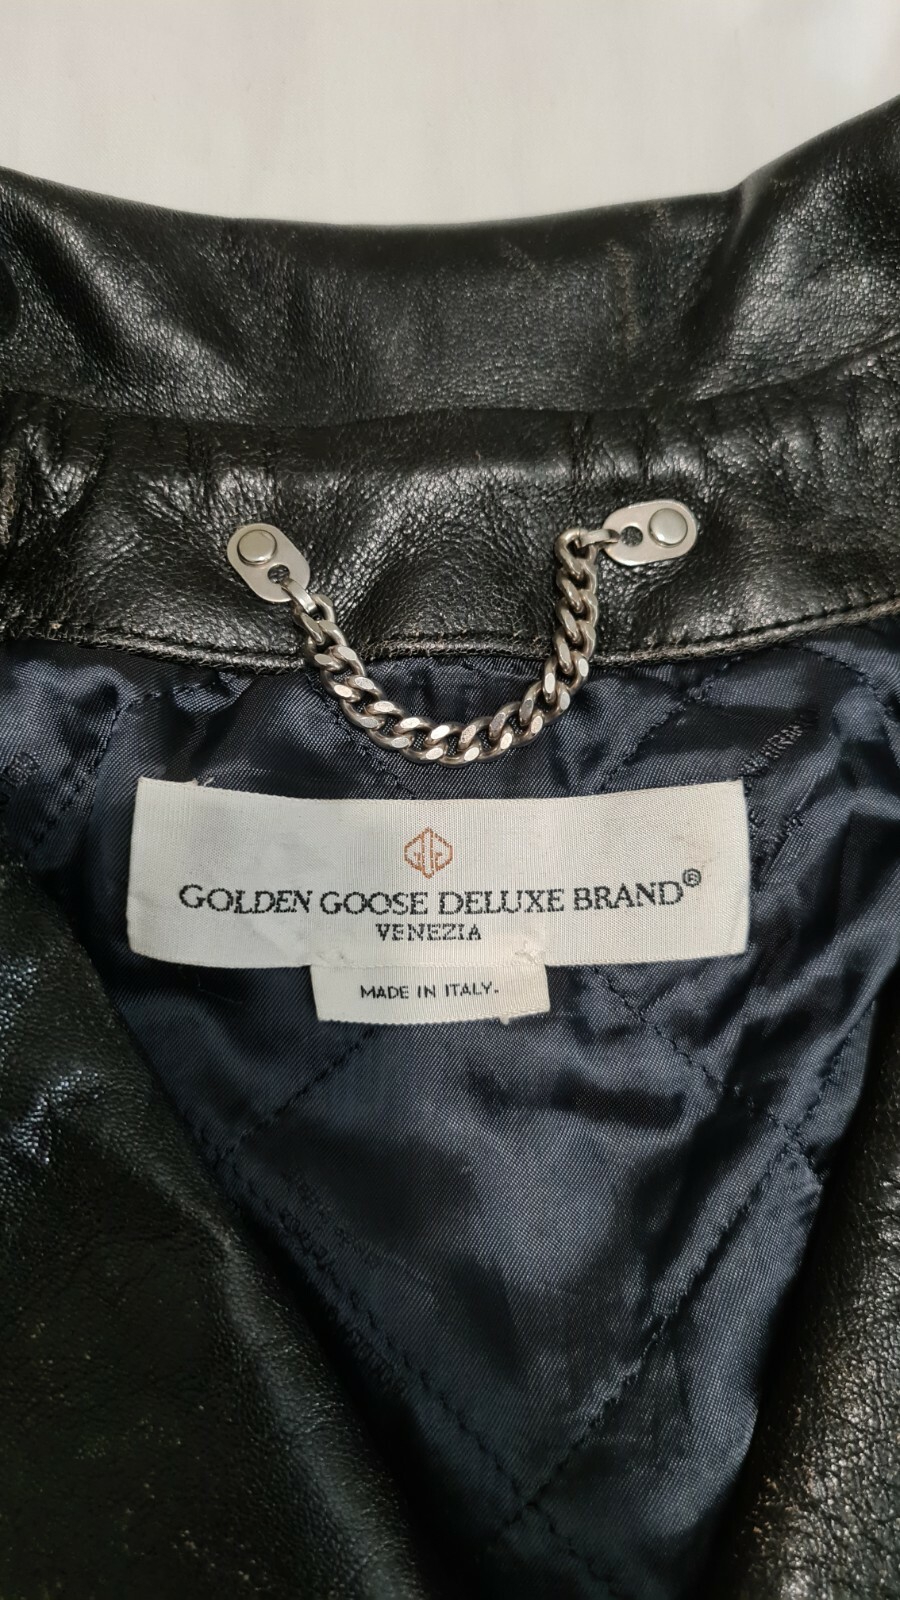 GOLDEN GOOSE DELUXE BRAND®
VENEZIA
MADE IN ITALY.